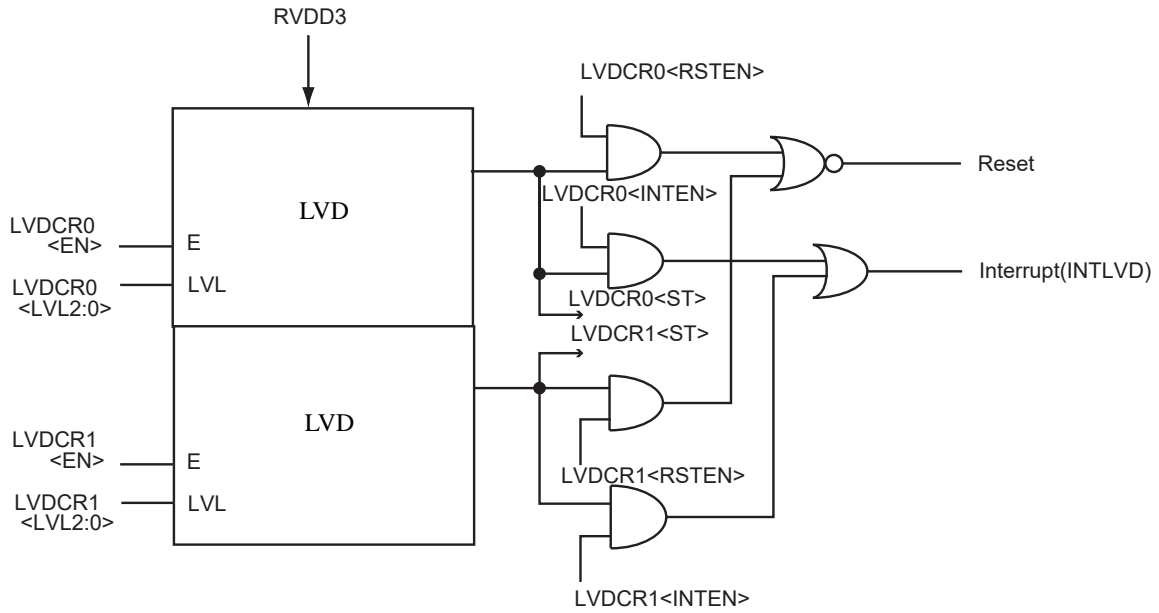 RVDD3
LVDCR0<RSTEN>
Reset
LVDCR0<INTEN>
LVD
LVDCR0
<EN>
E
Interrupt(INTLVD)
LVDCR0
<LVL2:0>
LVL
LVDCR0<ST>
LVDCR1<ST>
LVD
LVDCR1
<EN>
E
LVDCR1<RSTEN>
LVDCR1
<LVL2:0>
LVL
LVDCR1<INTEN>